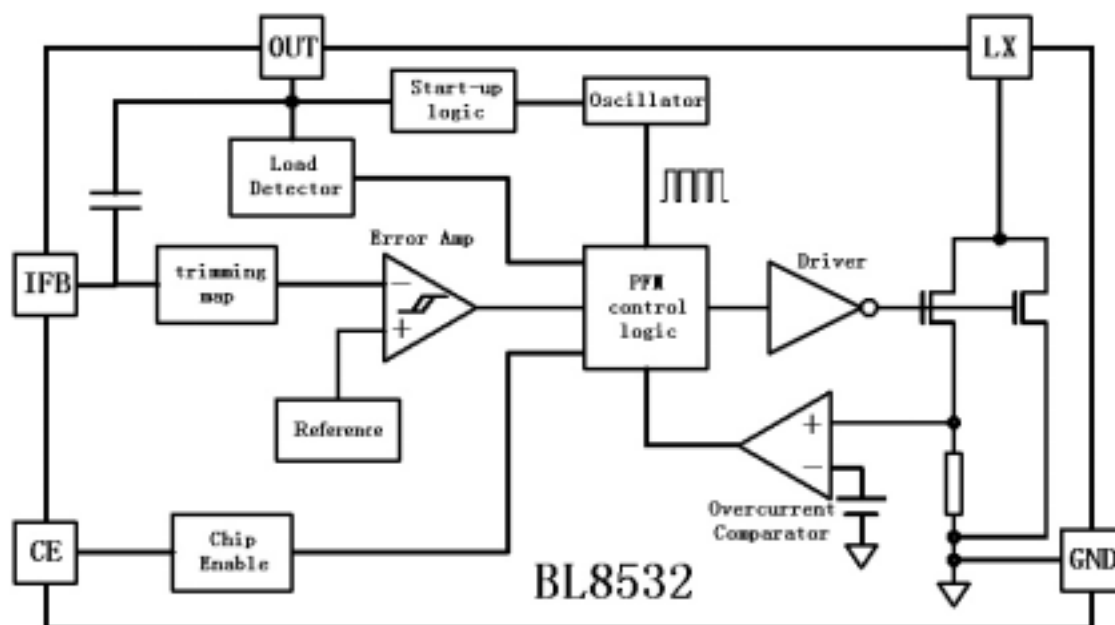 OUT
LX
Start-up
logic
Oscillator
Load
Detector
Error Amp
IFB
trimming
map
PFM
control
logic
Driver
−
+
Reference
+
−
Overcurrent
Comparator
CE
Chip
Enable
BL8532
GND